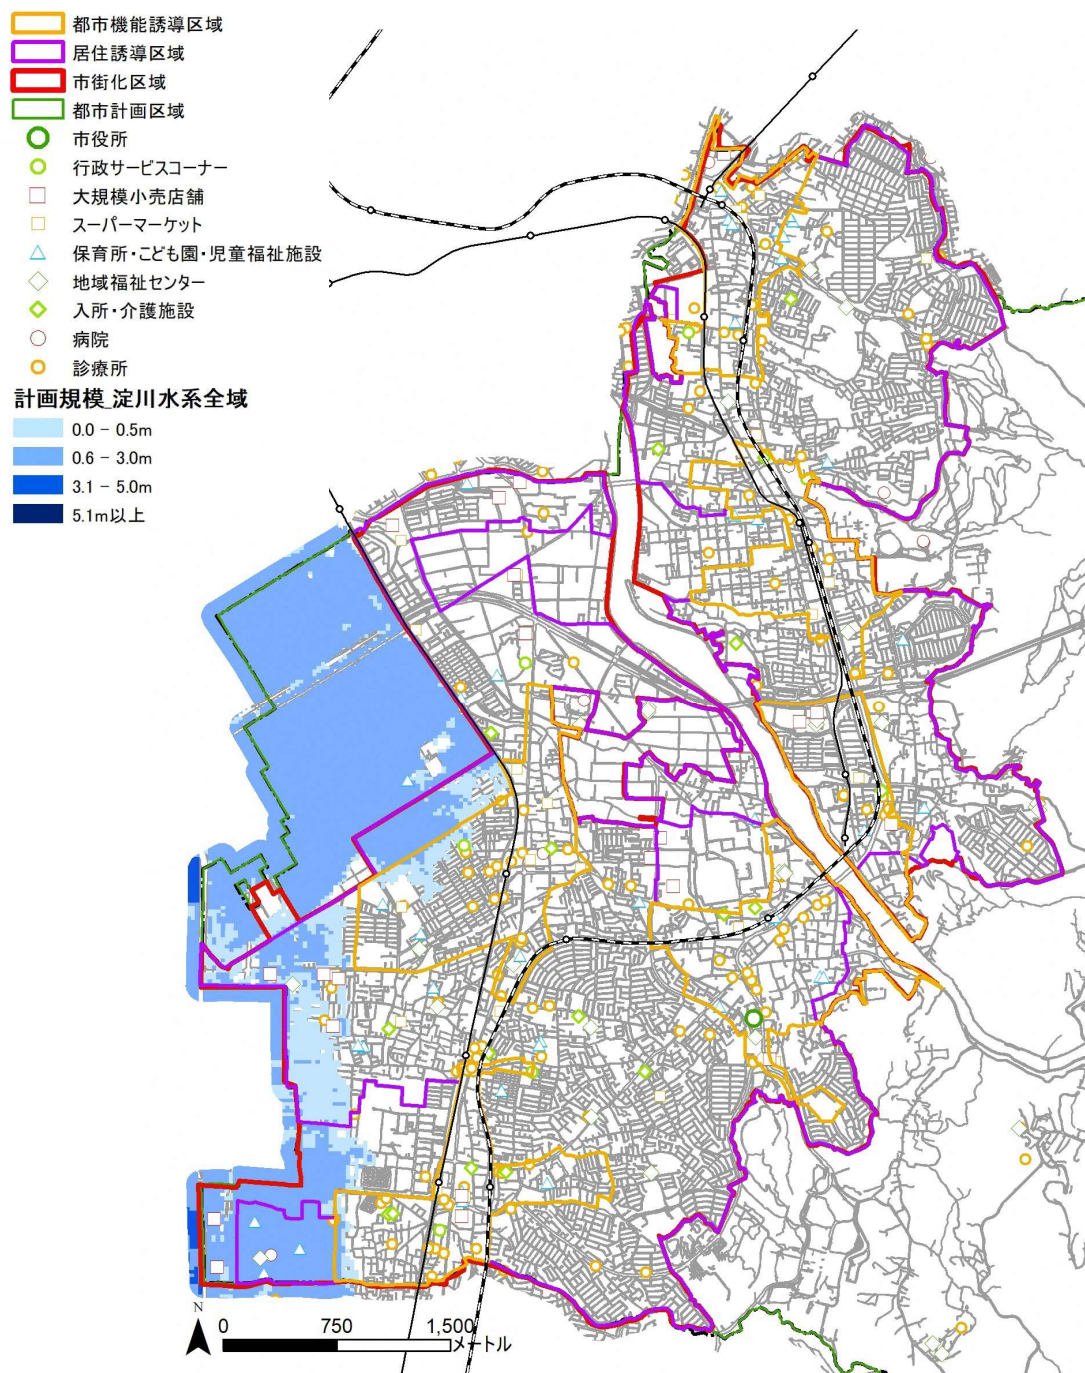 都市機能誘導区域
居住誘導区域
市街化区域
都市計画区域
市役所
行政サービスコーナー
大規模小売店舗
スーパーマーケット
保育所・こども園・児童福祉施設
地域福祉センター
入所・介護施設
病院
診療所
計画規模_淀川水系全域
0.0 - 0.5m
0.6 - 3.0m
3.1 - 5.0m
5.1m以上
N
0 750 1,500
メートル